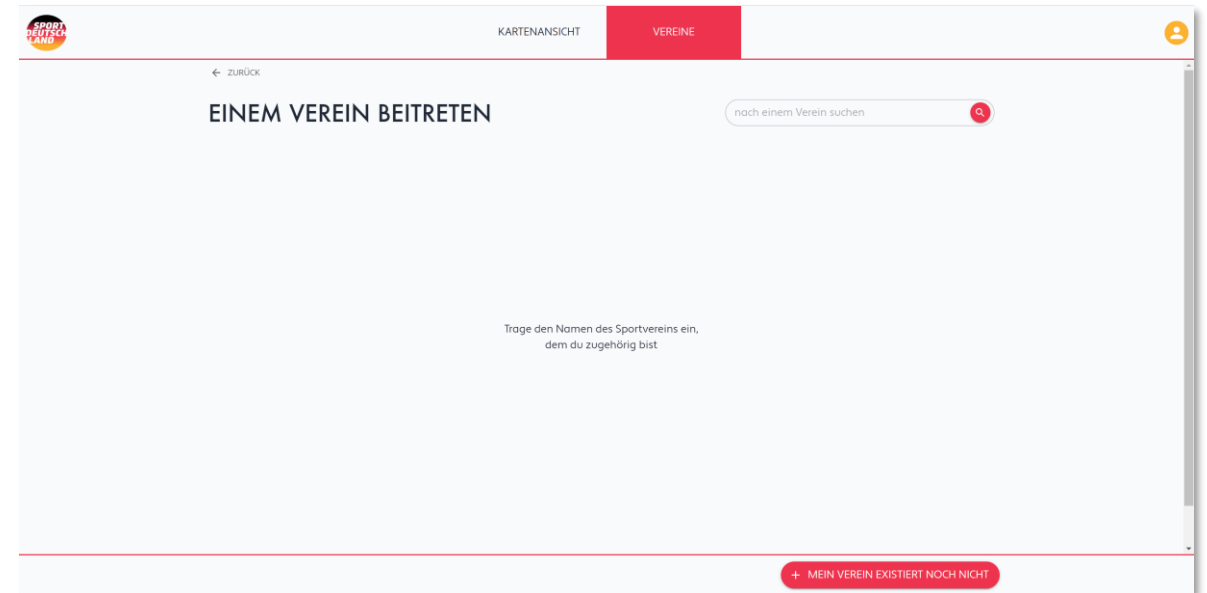 SPORT
DEUTSCH
LAND
KARTENANSICHT
VEREINE
ZURÜCK
EINEM VEREIN BEITRETEN
nach einem Verein suchen
Trage den Namen des Sportvereins ein,
dem du zugehörig bist
+ MEIN VEREIN EXISTIERT NOCH NICHT